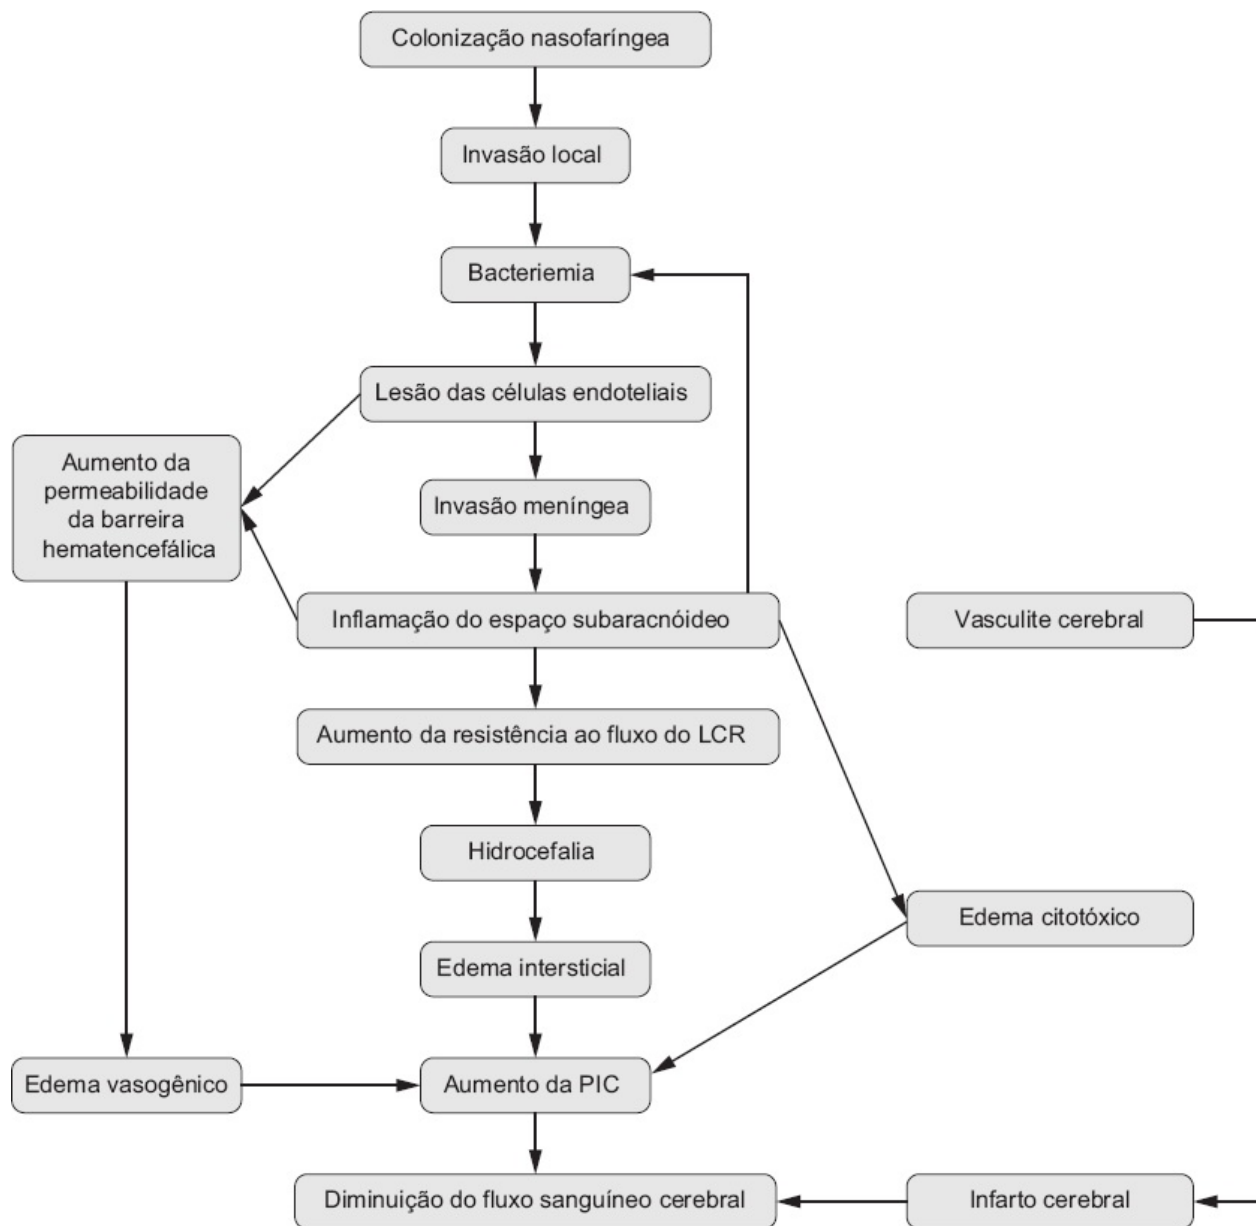 Colonização nasofaríngea
Invasão local
Bacteriemia
Lesão das células endoteliais
Aumento da
permeabilidade
da barreira
hematencefálica
Invasão meníngea
Inflamação do espaço subaracnóideo
Vasculite cerebral
Aumento da resistência ao fluxo do LCR
Hidrocefalia
Edema citotóxico
Edema intersticial
Edema vasogênico
Aumento da PIC
Diminuição do fluxo sanguíneo cerebral
Infarto cerebral